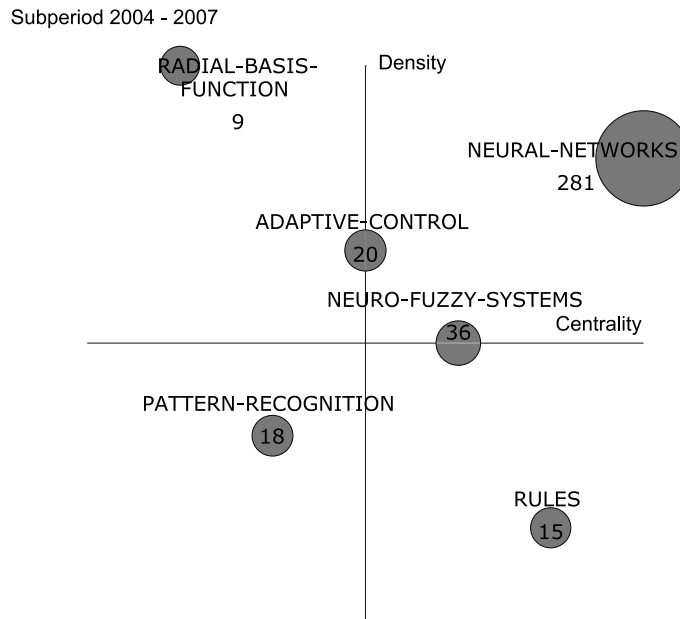 Subperiod 2004 - 2007
RADIAL-BASIS-
FUNCTION
9
Density
NEURAL-NETWORKS
281
ADAPTIVE-CONTROL
20
NEURO-FUZZY-SYSTEMS
36
Centrality
PATTERN-RECOGNITION
18
RULES
15